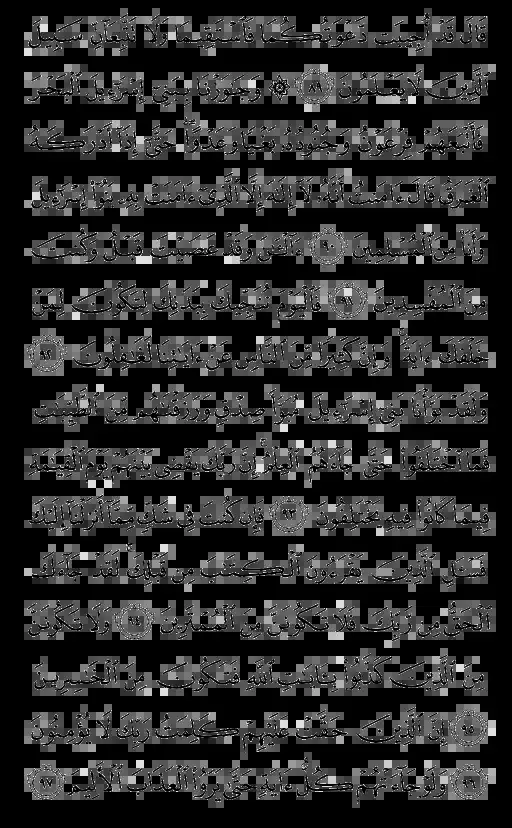 قَالَ قَدْ أُجِيبَت دَّعْوَتُكُمَا فَٱسْتَقِيمَا وَلَا تَتَّبِعَآنِّ سَبِيلَ
ٱلَّذِينَ لَا يَعْلَمُونَ ٨٩ ۞ وَجَٰوَزْنَا بِبَنِىٓ إِسْرَٰٓءِيلَ ٱلْبَحْرَ
فَأَتْبَعَهُمْ فِرْعَوْنُ وَجُنُودُهُۥ بَغْيًا وَعَدْوًا حَتَّىٰٓ إِذَآ أَدْرَكَهُ
ٱلْغَرَقُ قَالَ ءَامَنتُ أَنَّهُۥ لَآ إِلَٰهَ إِلَّا ٱلَّذِىٓ ءَامَنَتْ بِهِۦ بَنُوٓا۟ إِسْرَٰٓءِيلَ
وَأَنَا۠ مِنَ ٱلْمُسْلِمِينَ ٩٠ ءَآلْـَٰٔنَ وَقَدْ عَصَيْتَ قَبْلُ وَكُنتَ
مِنَ ٱلْمُفْسِدِينَ ٩١ فَٱلْيَوْمَ نُنَجِّيكَ بِبَدَنِكَ لِتَكُونَ لِمَنْ
خَلْفَكَ ءَايَةً وَإِنَّ كَثِيرًا مِّنَ ٱلنَّاسِ عَنْ ءَايَٰتِنَا لَغَٰفِلُونَ ٩٢
وَلَقَدْ بَوَّأْنَا بَنِىٓ إِسْرَٰٓءِيلَ مُبَوَّأَ صِدْقٍ وَرَزَقْنَٰهُم مِّنَ ٱلطَّيِّبَٰتِ
فَمَا ٱخْتَلَفُوا۟ حَتَّىٰ جَآءَهُمُ ٱلْعِلْمُ إِنَّ رَبَّكَ يَقْضِى بَيْنَهُمْ يَوْمَ ٱلْقِيَٰمَةِ
فِيمَا كَانُوا۟ فِيهِ يَخْتَلِفُونَ ٩٣ فَإِن كُنتَ فِى شَكٍّ مِّمَّآ أَنزَلْنَآ إِلَيْكَ
فَسْـَٔلِ ٱلَّذِينَ يَقْرَءُونَ ٱلْكِتَٰبَ مِن قَبْلِكَ لَقَدْ جَآءَكَ
ٱلْحَقُّ مِن رَّبِّكَ فَلَا تَكُونَنَّ مِنَ ٱلْمُمْتَرِينَ ٩٤ وَلَا تَكُونَنَّ
مِنَ ٱلَّذِينَ كَذَّبُوا۟ بِـَٔايَٰتِ ٱللَّهِ فَتَكُونَ مِنَ ٱلْخَٰسِرِينَ
٩٥ إِنَّ ٱلَّذِينَ حَقَّتْ عَلَيْهِمْ كَلِمَتُ رَبِّكَ لَا يُؤْمِنُونَ
٩٦ وَلَوْ جَآءَتْهُمْ كُلُّ ءَايَةٍ حَتَّىٰ يَرَوُا۟ ٱلْعَذَابَ ٱلْأَلِيمَ ٩٧